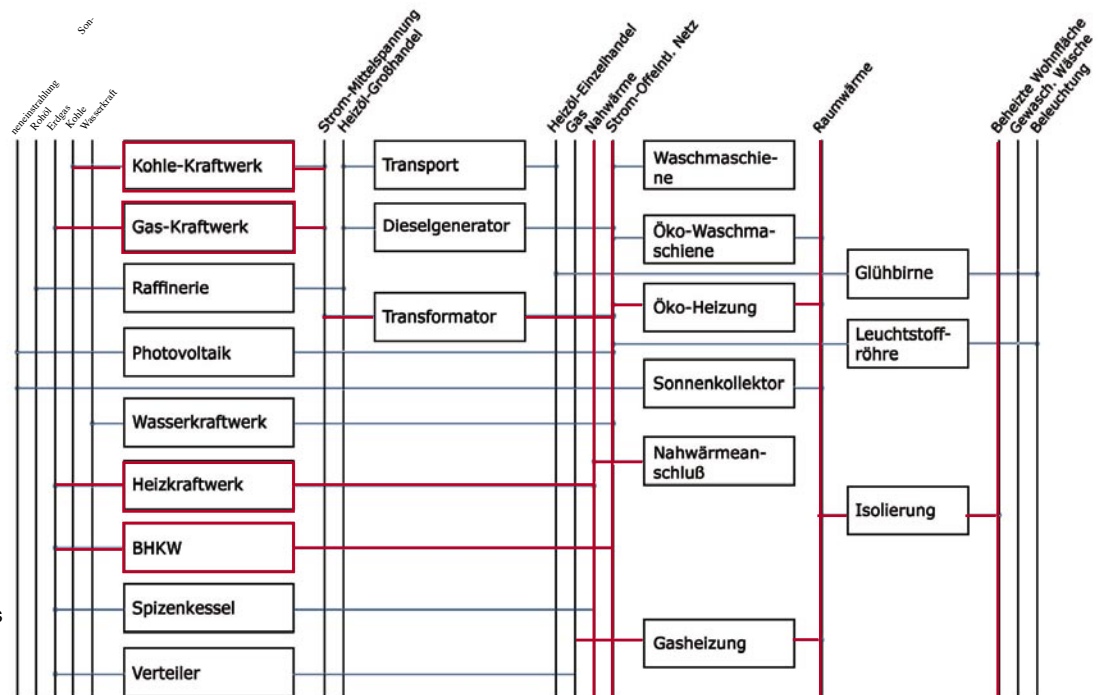 Son-
neneinstrahlung
Rohöl
Erdgas
Kohle
Wasserkraft
Strom-Mittelspannung
Heizöl-Großhandel
Heizöl-Einzelhandel
Gas
Nahwärme
Strom-Offeintl. Netz
Raumwärme
Beheizte Wohnfläche
Gewasch. Wäsche
Beleuchtung
Kohle-Kraftwerk
Gas-Kraftwerk
Raffinerie
Photovoltaik
Wasserkraftwerk
Heizkraftwerk
BHKW
Spizenkessel
Verteiler
Transport
Dieselgenerator
Transformator
Waschmaschie-
ne
Öko-Waschma-
schiene
Öko-Heizung
Sonnenkollektor
Nahwärmean-
schluß
Gasheizung
Glühbirne
Leuchtstoff-
röhre
Isolierung
s